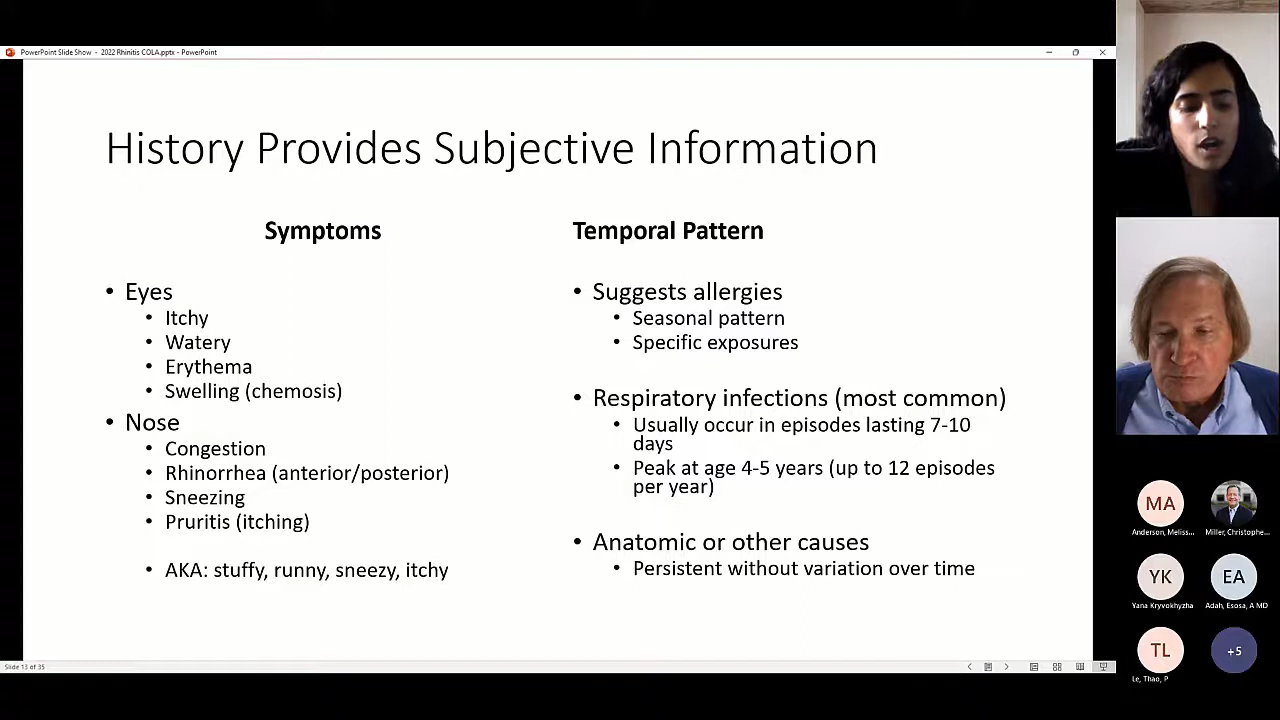 PowerPoint Slide Show - 2022 Rhinitis COLA.pptx - PowerPoint
History Provides Subjective Information
Symptoms
• Eyes
• Itchy
• Watery
• Erythema
• Swelling (chemosis)
• Nose
• Congestion
• Rhinorrhea (anterior/posterior)
• Sneezing
• Pruritis (itching)
• AKA: stuffy, runny, sneezy, itchy
Temporal Pattern
• Suggests allergies
• Seasonal pattern
• Specific exposures
• Respiratory infections (most common)
• Usually occur in episodes lasting 7-10
days
• Peak at age 4-5 years (up to 12 episodes
per year)
• Anatomic or other causes
• Persistent without variation over time
Slide 13 of 35
MA
Anderson, Meliss...
Miller, Christophe...
YK
Yana Kryvokhyzha
EA
Adah, Esosa, A MD
TL
Le, Thao, P
+5